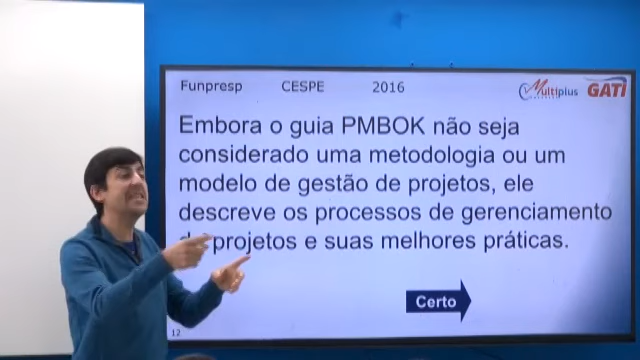 Funpresp CESPE 2016
Multiplus GATI
Embora o guia PMBOK não seja
considerado uma metodologia ou um
modelo de gestão de projetos, ele
descreve os processos de gerenciamento
de projetos e suas melhores práticas.
Certo
12